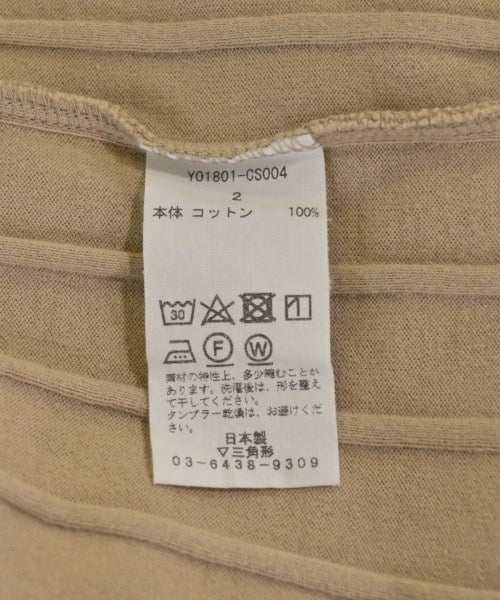 Y01801-CS004
2
本体 コットン 100%
30
F W
素材の特性上、多少縮むことが
あります。洗濯後は、形を整え
て干してください。
タンブラー乾燥は、お避けくだ
さい。
日本製
▽三角形
03-6438-9309